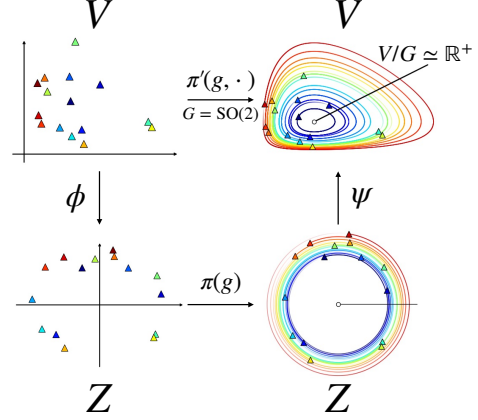 V V
π′(g, ·)
G = SO(2)
V/G ≃ ℝ⁺
ϕ ψ
π(g)
Z Z